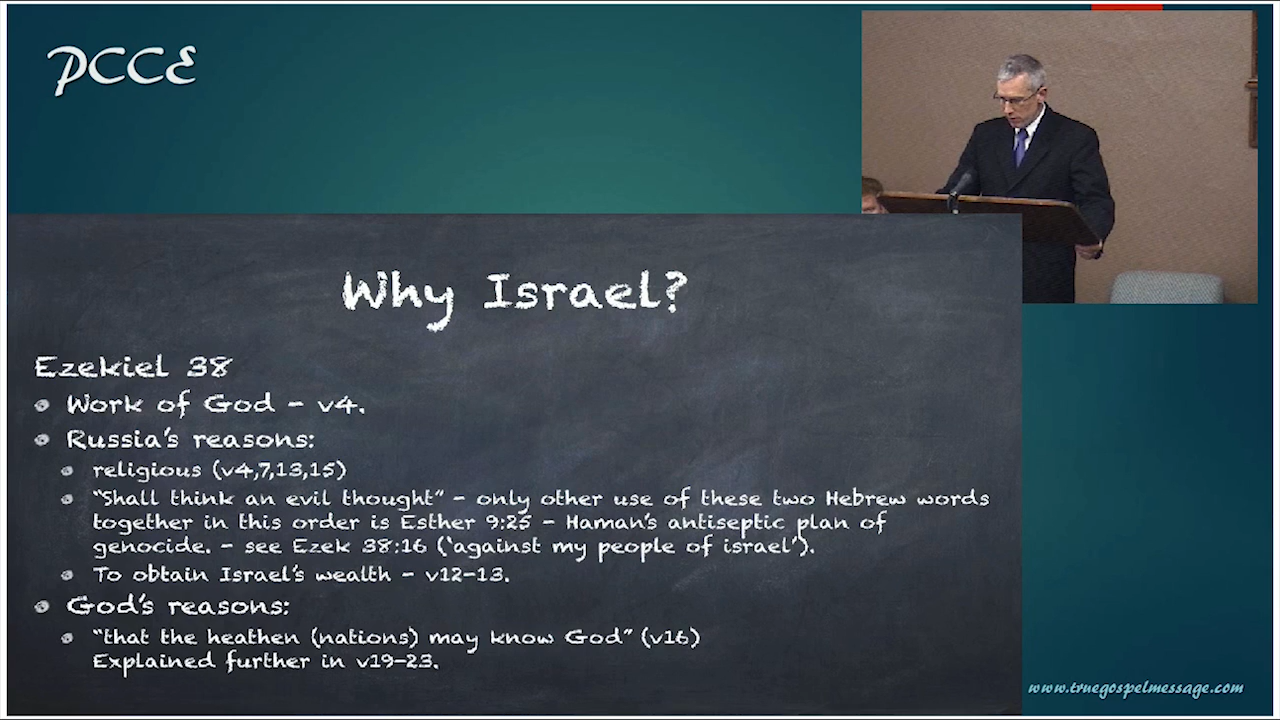 PCCE
Why Israel?
Ezekiel 38
Work of God - v4.
Russia's reasons:
religious (v4,7,13,15)
"Shall think an evil thought" - only other use of these two Hebrew words
together in this order is Esther 9:25 - Haman's antiseptic plan of
genocide. - see Ezek 38:16 ('against my people of israel').
To obtain Israel's wealth - v12-13.
God's reasons:
"that the heathen (nations) may know God" (v16)
Explained further in v19-23.
www.truegospelmessage.com